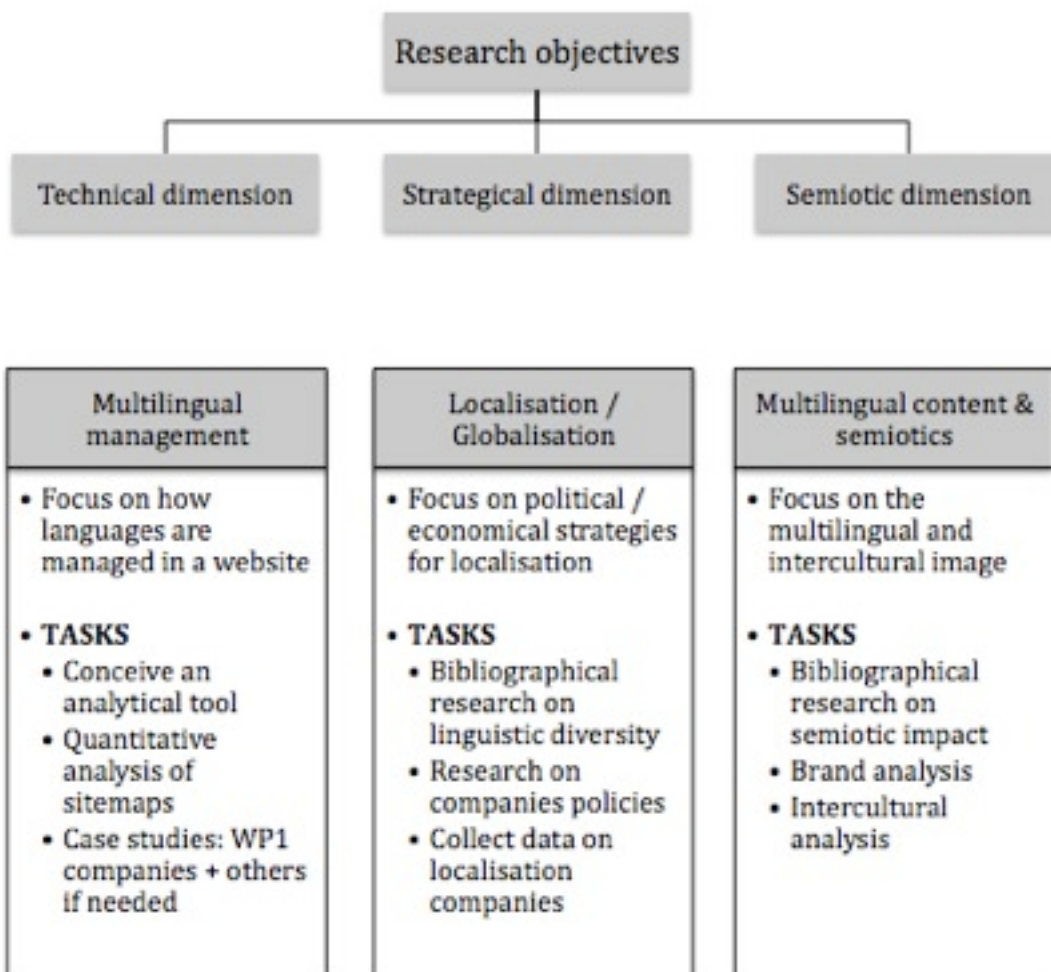 Research objectives
Technical dimension
Strategical dimension
Semiotic dimension
Multilingual
management
• Focus on how
languages are
managed in a website
• TASKS
• Conceive an
analytical tool
• Quantitative
analysis of
sitemaps
• Case studies: WP1
companies + others
if needed
Localisation /
Globalisation
• Focus on political /
economical strategies
for localisation
• TASKS
• Bibliographical
research on
linguistic diversity
• Research on
companies policies
• Collect data on
localisation
companies
Multilingual content &
semiotics
• Focus on the
multilingual and
intercultural image
• TASKS
• Bibliographical
research on
semiotic impact
• Brand analysis
• Intercultural
analysis